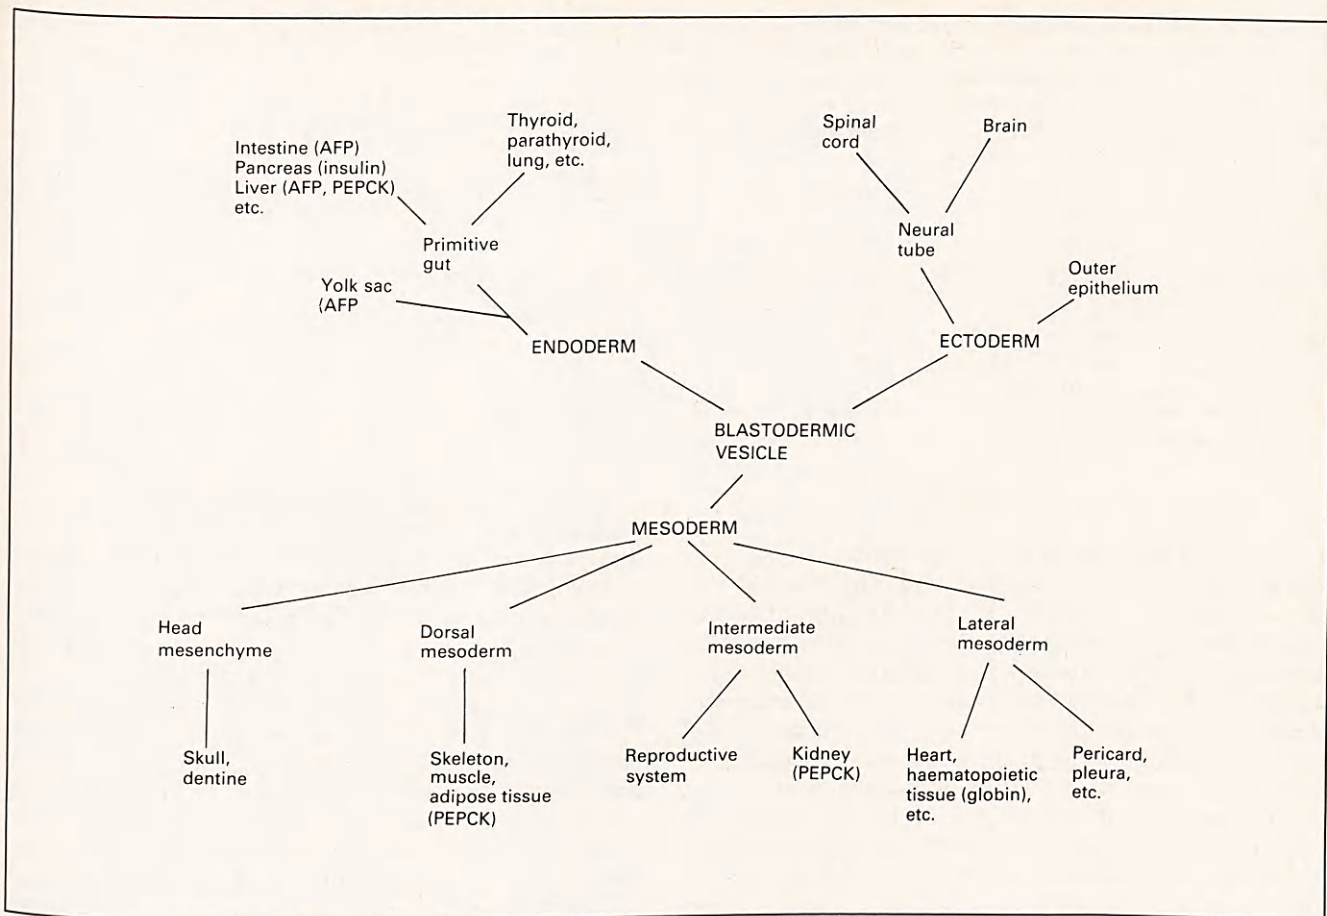 Thyroid,
parathyroid,
lung, etc.
Intestine (AFP)
Pancreas (insulin)
Liver (AFP, PEPCK)
etc.
Primitive
gut
Yolk sac
(AFP
ENDODERM
Spinal
cord
Brain
Neural
tube
Outer
epithelium
ECTODERM
BLASTODERMIC
VESICLE
MESODERM
Head
mesenchyme
Dorsal
mesoderm
Intermediate
mesoderm
Lateral
mesoderm
Skull,
dentine
Skeleton,
muscle,
adipose tissue
(PEPCK)
Reproductive
system
Kidney
(PEPCK)
Heart,
haematopoietic
tissue (globin),
etc.
Pericard,
pleura,
etc.